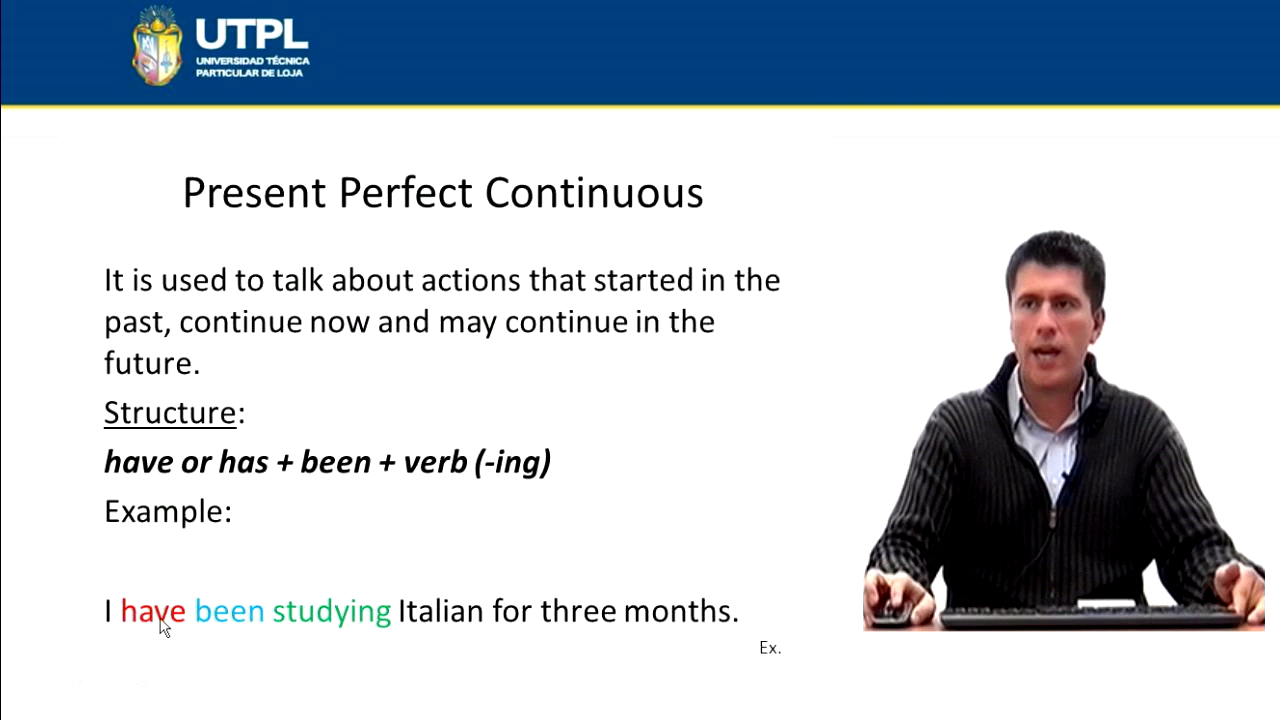 UTPL
UNIVERSIDAD TÉCNICA
PARTICULAR DE LOJA
Present Perfect Continuous
It is used to talk about actions that started in the
past, continue now and may continue in the
future.
Structure:
have or has + been + verb (-ing)
Example:
I have been studying Italian for three months.
Ex.